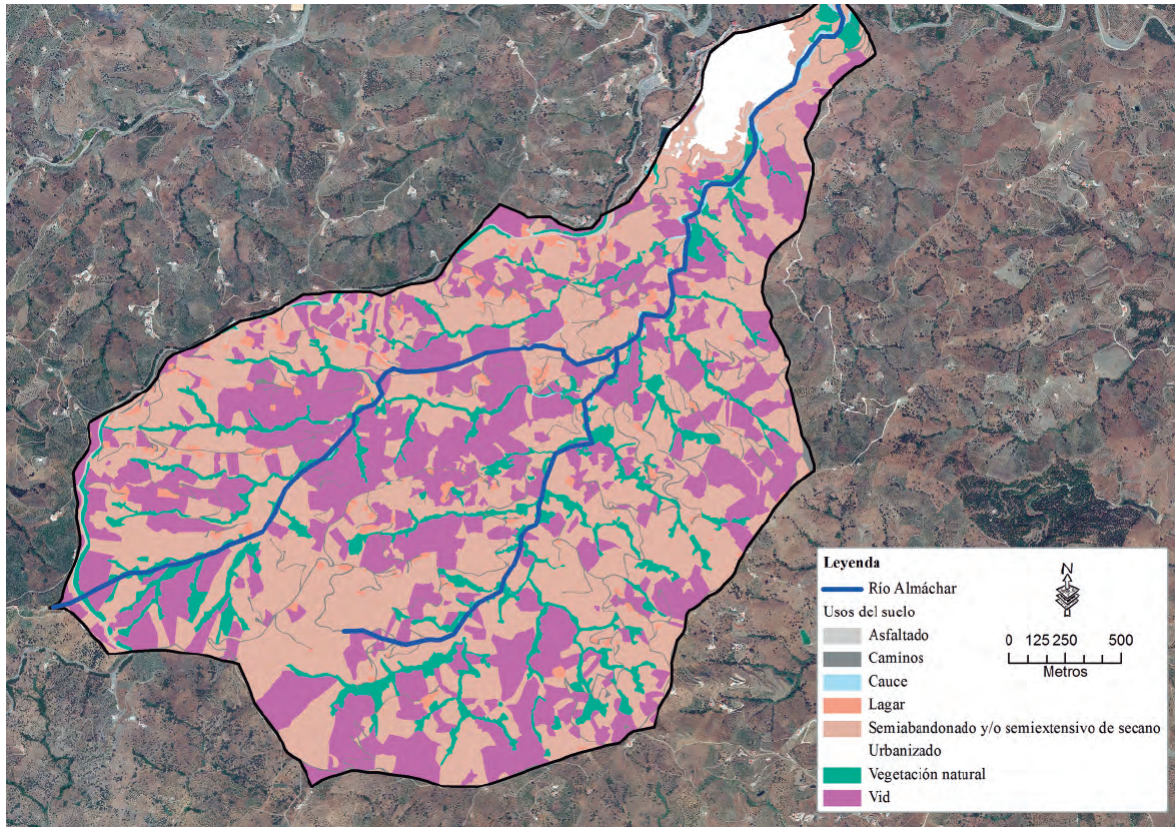 Leyenda
N
Río Almáchar
Usos del suelo
Asfaltado
Caminos
Cauce
Lagar
Semiabandonado y/o semiextensivo de secano
Urbanizado
Vegetación natural
Vid
0 125 250 500
Metros